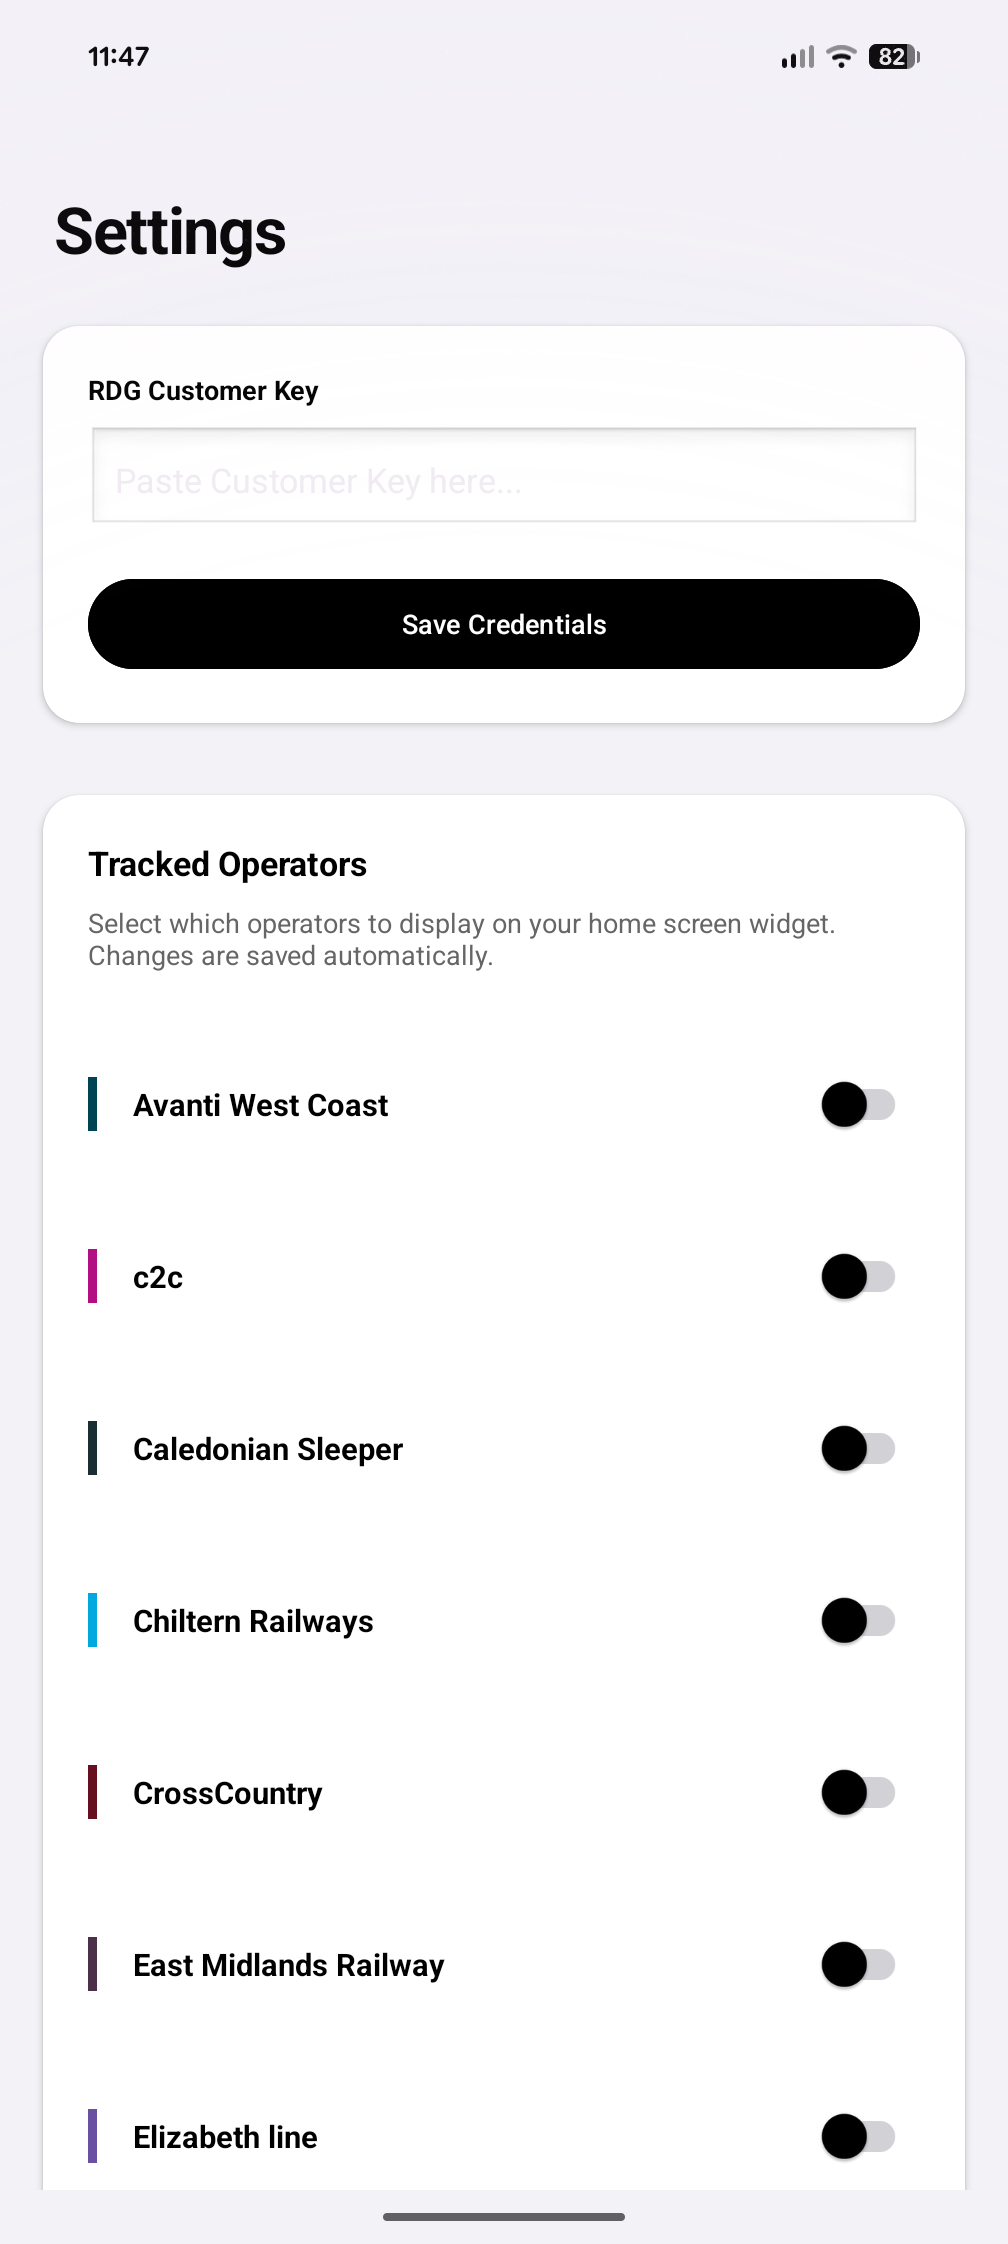 11:47
82
Settings
RDG Customer Key
Paste Customer Key here...
Save Credentials
Tracked Operators
Select which operators to display on your home screen widget.
Changes are saved automatically.
Avanti West Coast
c2c
Caledonian Sleeper
Chiltern Railways
CrossCountry
East Midlands Railway
Elizabeth line